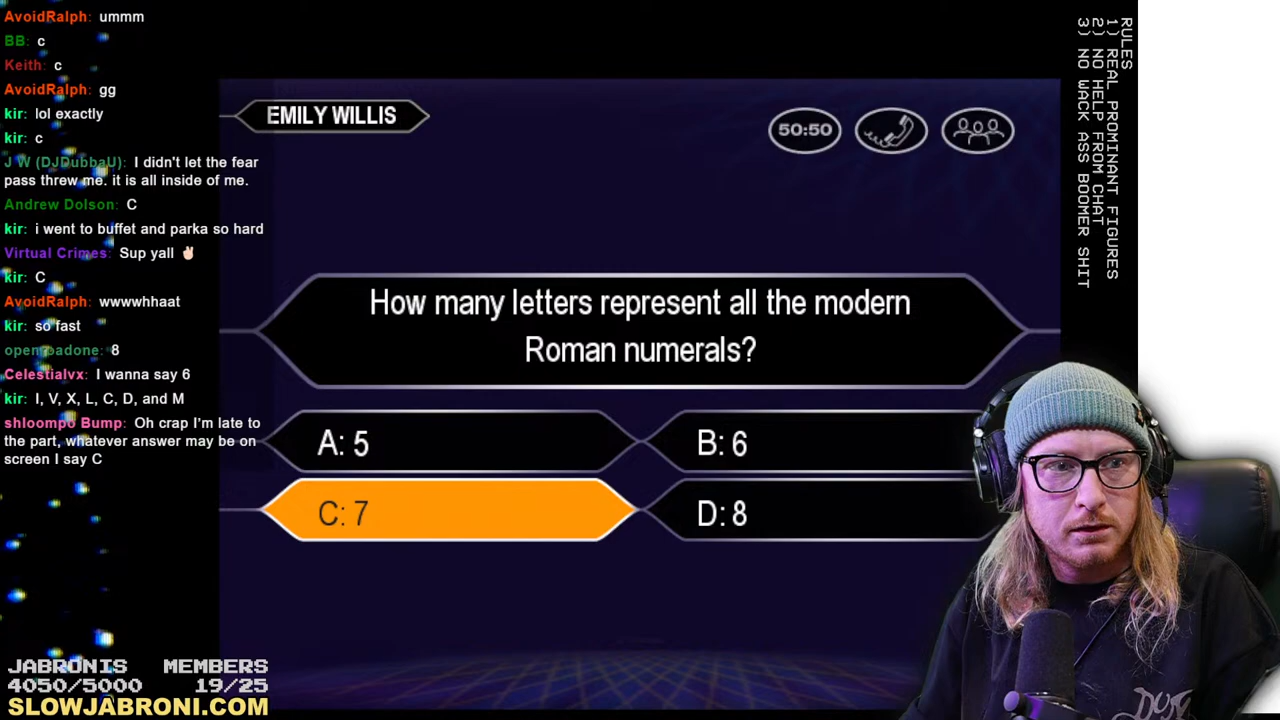 AvoidRalph: ummm
BB: c
Keith: c
AvoidRalph: gg
kir: lol exactly
kir: c
J W (DJDubbaU): I didn't let the fear
pass threw me. it is all inside of me.
Andrew Dolson: C
kir: i went to buffet and parka so hard
Virtual Crimes: Sup yall ✌🏻
kir: C
AvoidRalph: wwwwhhaat
kir: so fast
openroadone: 8
Celestialvx: I wanna say 6
kir: I, V, X, L, C, D, and M
shloompo Bump: Oh crap I'm late to
the part, whatever answer may be on
screen I say C
EMILY WILLIS
50:50
How many letters represent all the modern
Roman numerals?
A: 5
B: 6
C: 7
D: 8
RULES
1) REAL PROMINANT FIGURES
2) NO HELP FROM CHAT
3) NO WACK ASS BOOMER SHIT
JABRONIS MEMBERS
4050/5000 19/25
SLOWJABRONI.COM